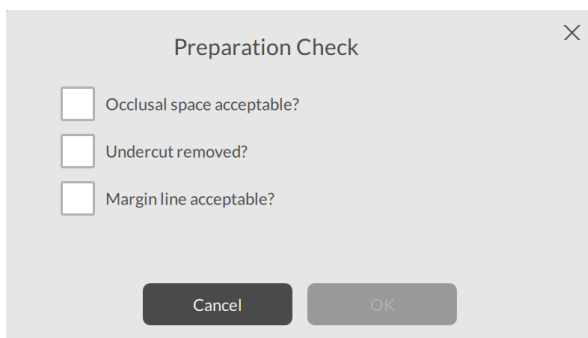 Preparation Check
Occlusal space acceptable?
Undercut removed?
Margin line acceptable?
Cancel
OK